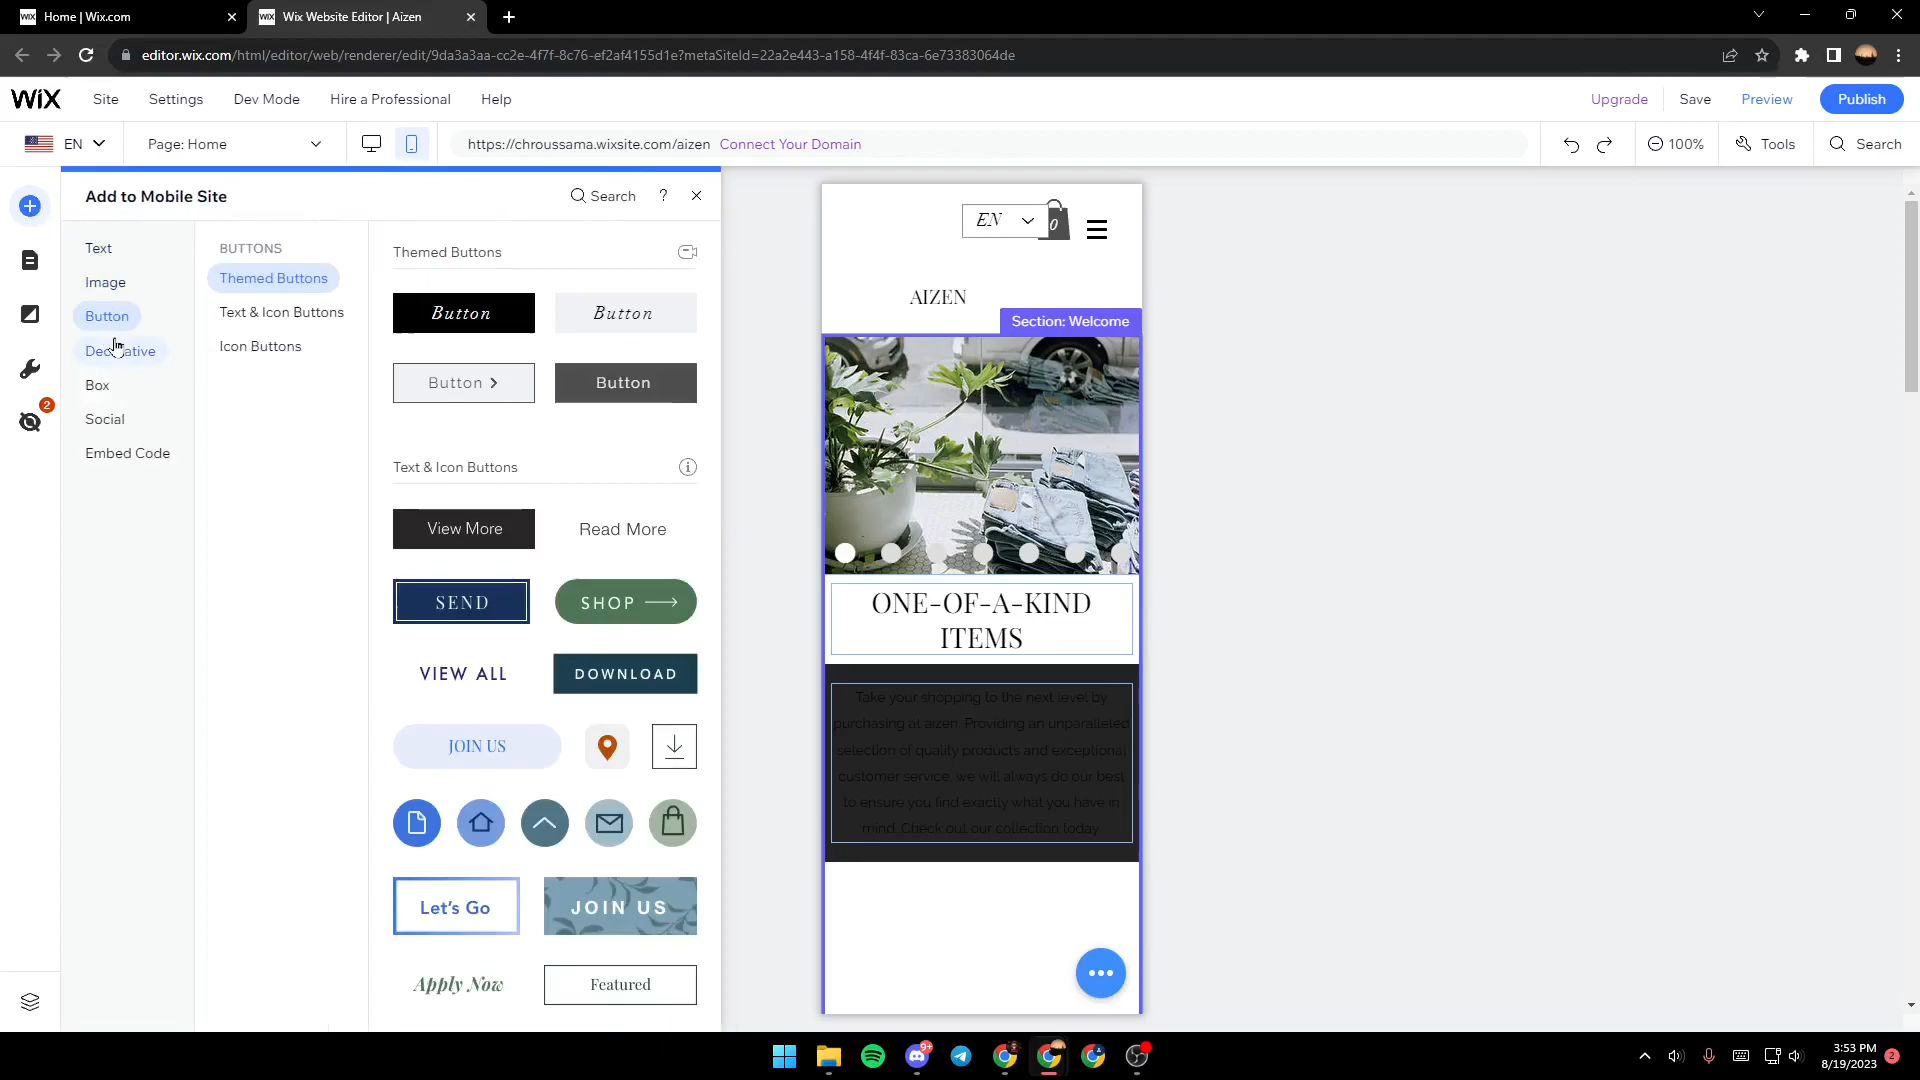 WiX Home | Wix.com
WiX Wix Website Editor | Aizen
editor.wix.com/html/editor/web/renderer/edit/9da3a3aa-cc2e-4f7f-8c76-ef2af4155d1e?metaSiteId=22a2e443-a158-4f4f-83ca-6e73383064de
WiX Site Settings Dev Mode Hire a Professional Help Upgrade Save Preview Publish
EN Page: Home https://chroussama.wixsite.com/aizen Connect Your Domain 100% Tools Search
Add to Mobile Site Search ?
Text
Image
Button
Decorative
Box
Social
Embed Code
2
BUTTONS
Themed Buttons
Text & Icon Buttons
Icon Buttons
Themed Buttons
Button Button
Button Button
Text & Icon Buttons
View More Read More
SEND SHOP
VIEW ALL DOWNLOAD
JOIN US
Let's Go JOIN US
Apply Now Featured
EN 0
AIZEN
Section: Welcome
ONE-OF-A-KIND
ITEMS
Take your shopping to the next level by
purchasing at aizen. Providing an unparalleled
selection of quality products and exceptional
customer service, we will always do our best
to ensure you find exactly what you have in
mind. Check out our collection today
9+
3:53 PM
8/19/2023
2